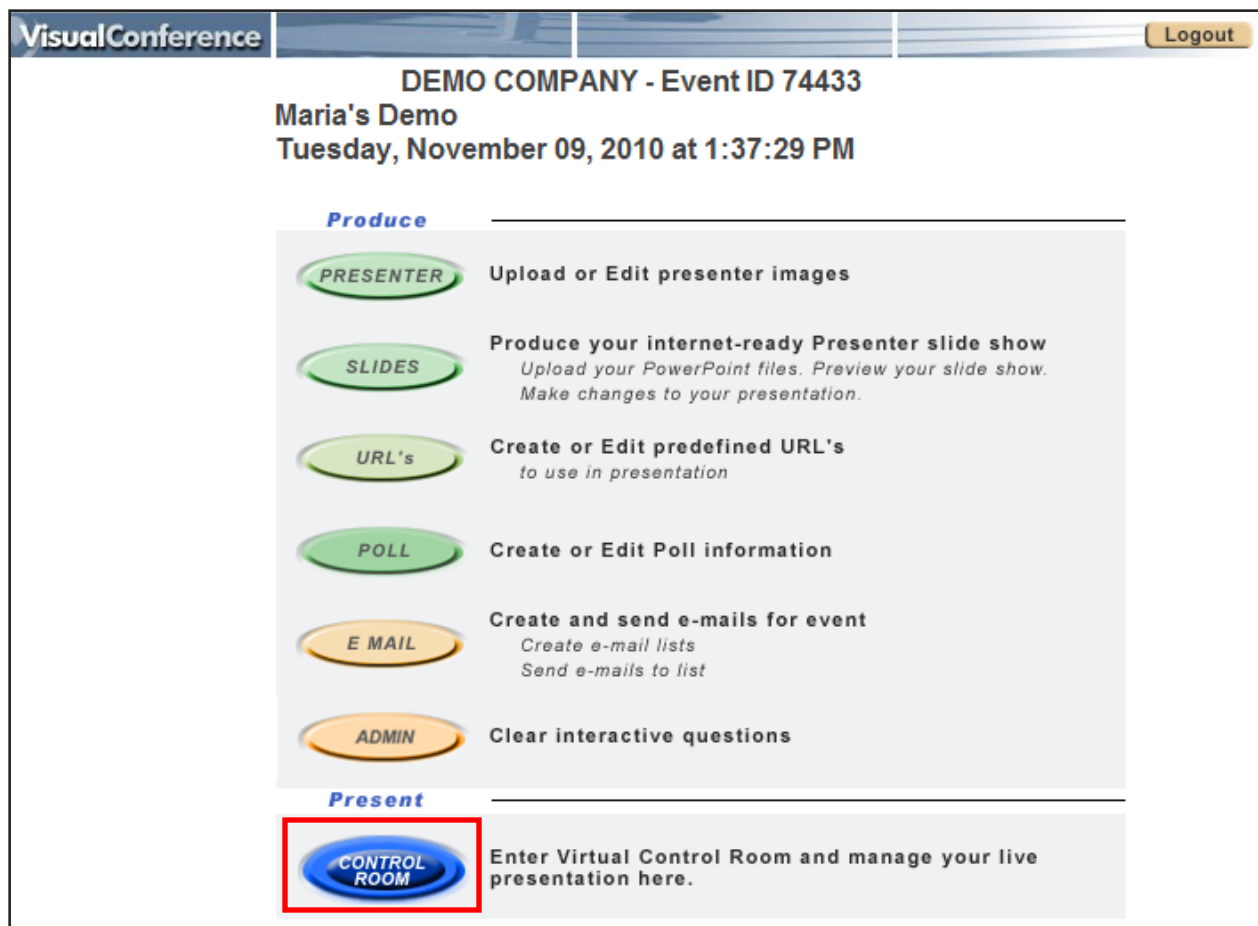 VisualConference
Logout
DEMO COMPANY - Event ID 74433
Maria's Demo
Tuesday, November 09, 2010 at 1:37:29 PM
Produce
PRESENTER Upload or Edit presenter images
Produce your internet-ready Presenter slide show
SLIDES
Upload your PowerPoint files. Preview your slide show.
Make changes to your presentation.
Create or Edit predefined URL's
URL's
to use in presentation
POLL Create or Edit Poll information
Create and send e-mails for event
E MAIL
Create e-mail lists
Send e-mails to list
ADMIN Clear interactive questions
Present
CONTROL
ROOM
Enter Virtual Control Room and manage your live
presentation here.